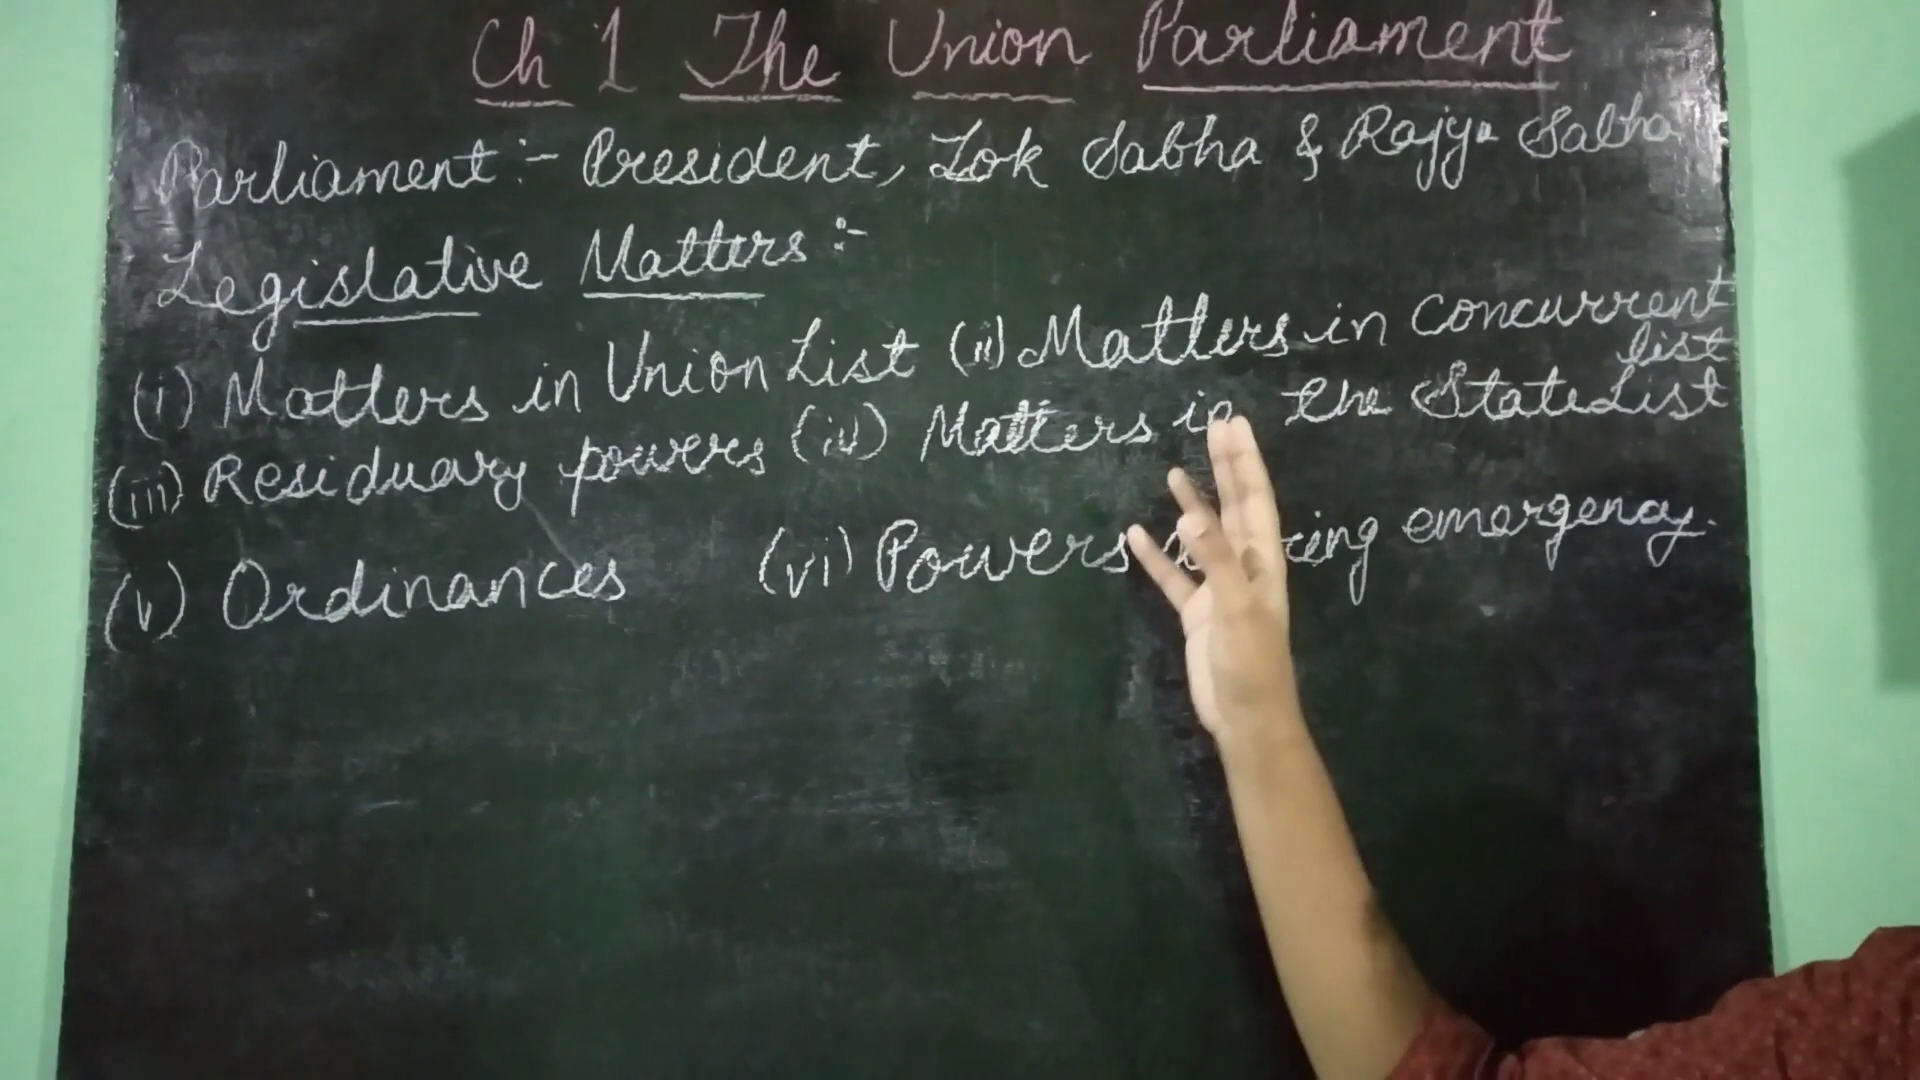 Ch 1 The Union Parliament
Parliament :- President, Lok Sabha & Rajya Sabha
Legislative Matters :-
(i) Matters in Union List (ii) Matters in Concurrent
list
(iii) Residuary powers (iv) Matters in the State List
(v) Ordinances (vi) Powers during emergency.